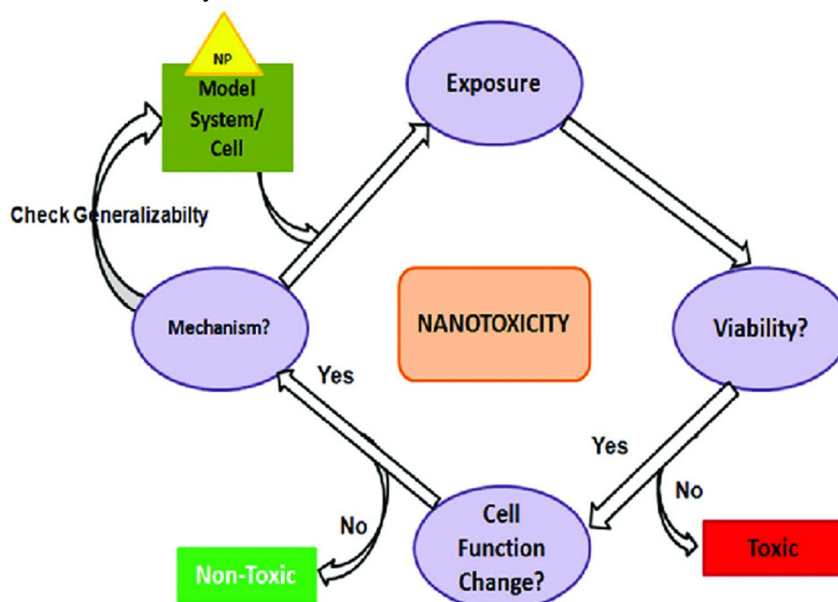 NP
Model
System/
Cell
Exposure
Check Generalizabilty
Mechanism?
NANOTOXICITY
Viability?
Yes
Yes
No
No
Cell
Function
Change?
Non-Toxic
Toxic